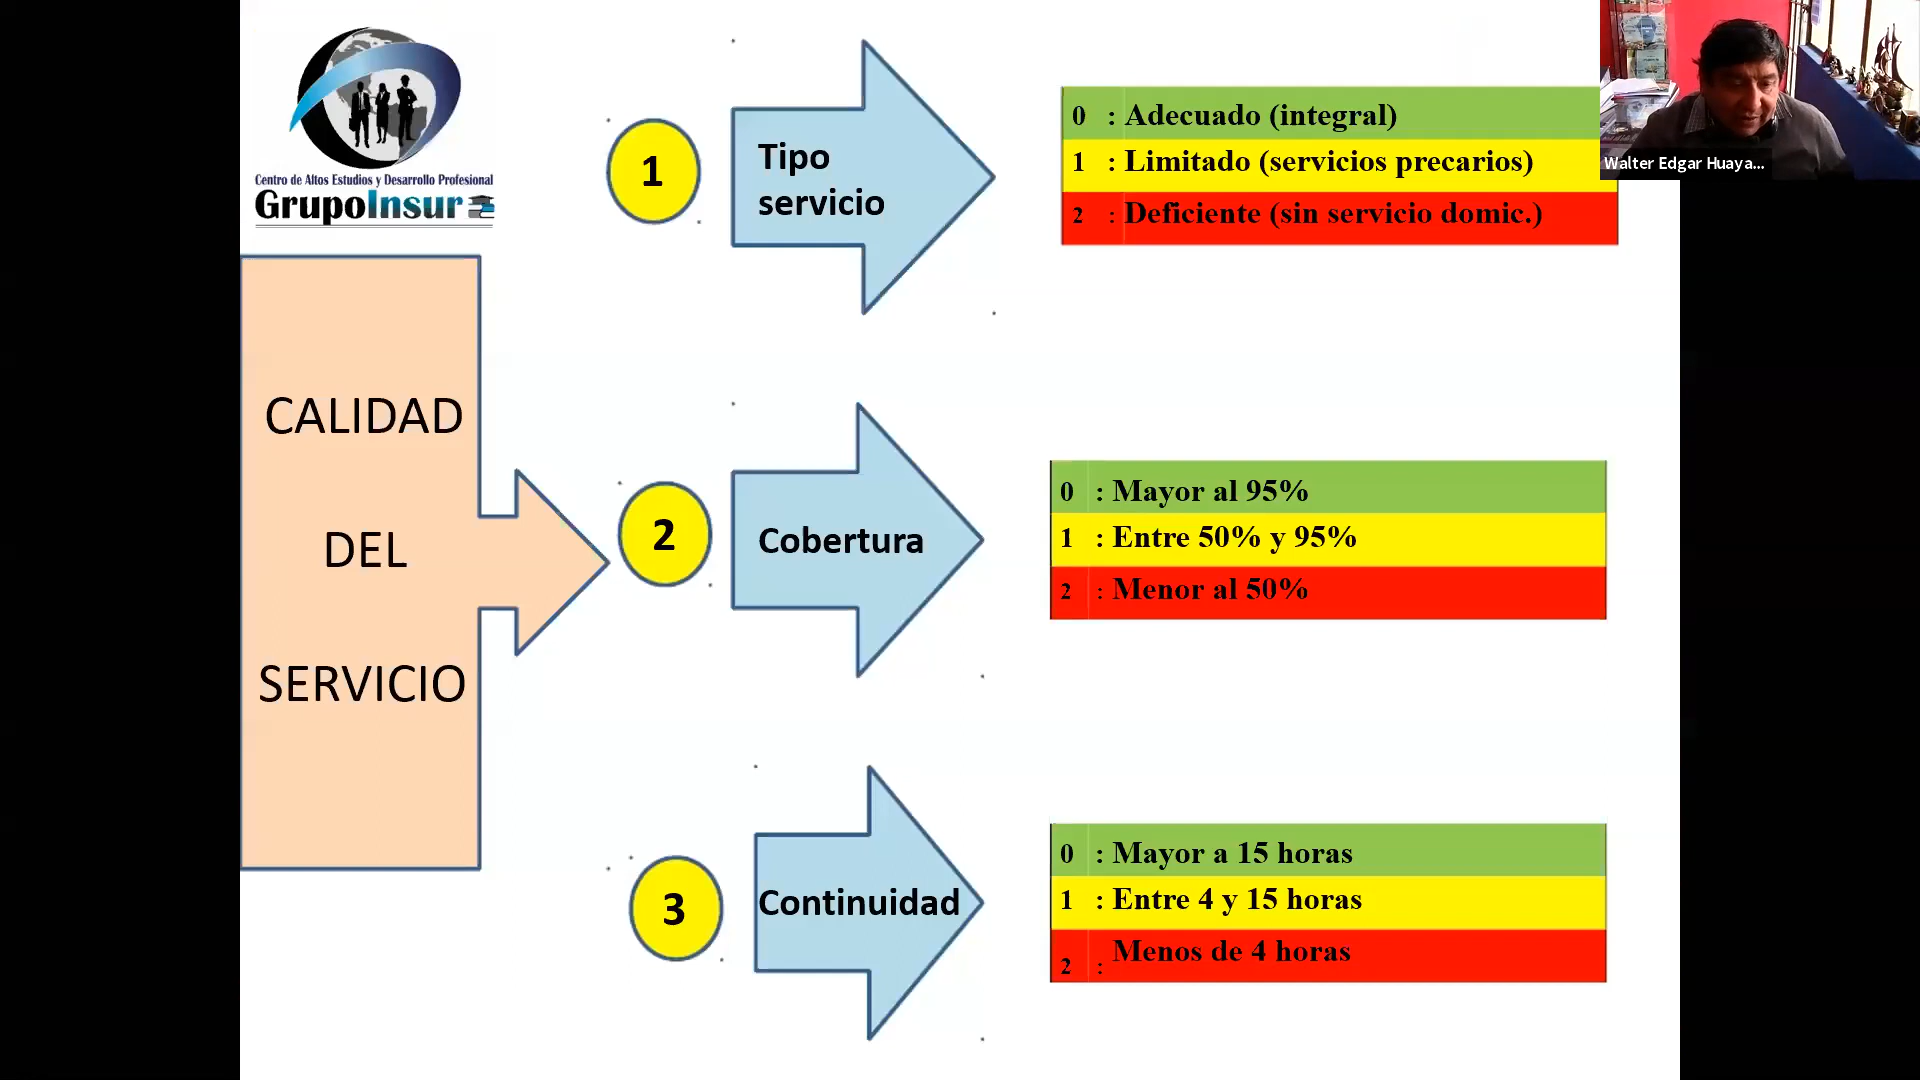 Centro de Altos Estudios y Desarrollo Profesional
GrupoInsur
CALIDAD
DEL
SERVICIO
1
Tipo
servicio
0 : Adecuado (integral)
1 : Limitado (servicios precarios)
2 : Deficiente (sin servicio domic.)
2
Cobertura
0 : Mayor al 95%
1 : Entre 50% y 95%
2 : Menor al 50%
3
Continuidad
0 : Mayor a 15 horas
1 : Entre 4 y 15 horas
2 : Menos de 4 horas
Walter Edgar Huaya...